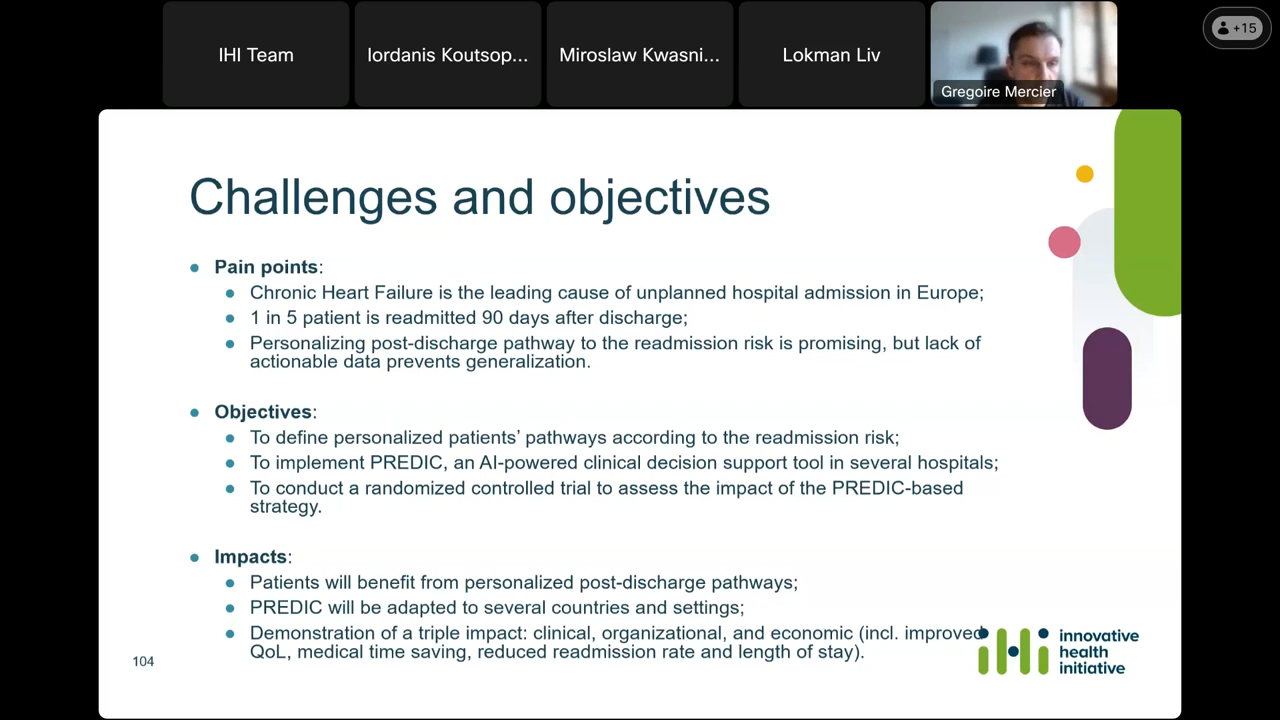 IHI Team
Iordanis Koutsop...
Miroslaw Kwasni...
Lokman Liv
Gregoire Mercier
+15
Challenges and objectives
Pain points:
Chronic Heart Failure is the leading cause of unplanned hospital admission in Europe;
1 in 5 patient is readmitted 90 days after discharge;
Personalizing post-discharge pathway to the readmission risk is promising, but lack of
actionable data prevents generalization.
Objectives:
To define personalized patients’ pathways according to the readmission risk;
To implement PREDIC, an AI-powered clinical decision support tool in several hospitals;
To conduct a randomized controlled trial to assess the impact of the PREDIC-based
strategy.
Impacts:
Patients will benefit from personalized post-discharge pathways;
PREDIC will be adapted to several countries and settings;
Demonstration of a triple impact: clinical, organizational, and economic (incl. improved
QoL, medical time saving, reduced readmission rate and length of stay).
104
iHi
innovative
health
initiative